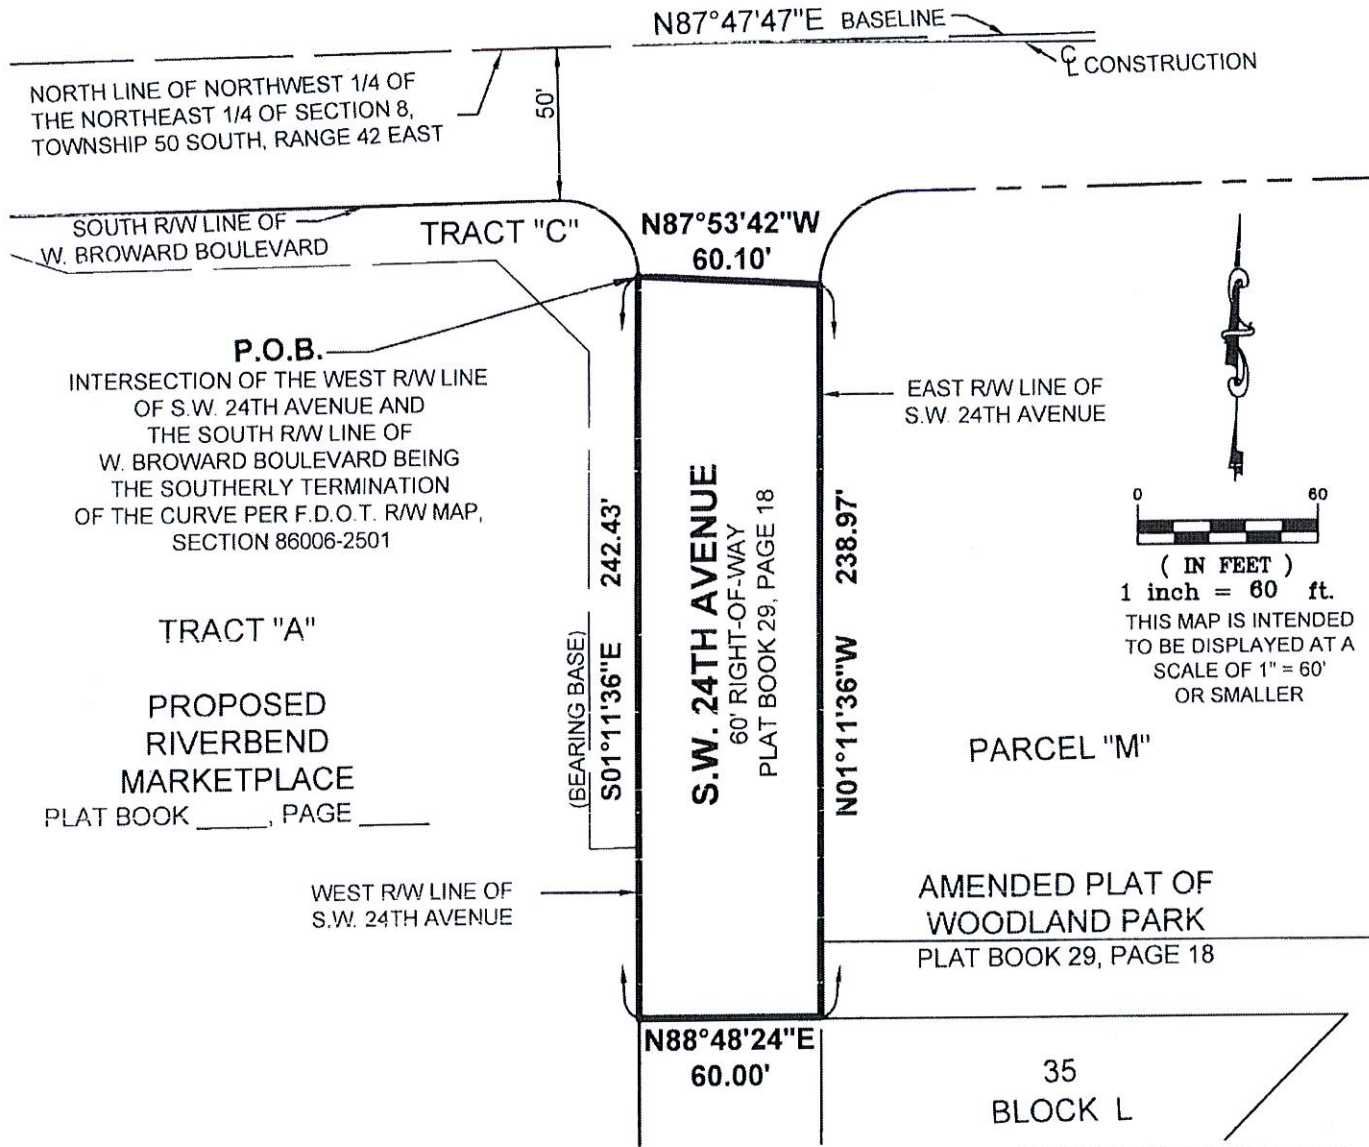 N87°47'47"E BASELINE
℄ CONSTRUCTION
NORTH LINE OF NORTHWEST 1/4 OF
THE NORTHEAST 1/4 OF SECTION 8,
TOWNSHIP 50 SOUTH, RANGE 42 EAST
50'
SOUTH R/W LINE OF
W. BROWARD BOULEVARD
TRACT "C"
N87°53'42"W
60.10'
P.O.B.
INTERSECTION OF THE WEST R/W LINE
OF S.W. 24TH AVENUE AND
THE SOUTH R/W LINE OF
W. BROWARD BOULEVARD BEING
THE SOUTHERLY TERMINATION
OF THE CURVE PER F.D.O.T. R/W MAP,
SECTION 86006-2501
EAST R/W LINE OF
S.W. 24TH AVENUE
0 60
( IN FEET )
1 inch = 60 ft.
THIS MAP IS INTENDED
TO BE DISPLAYED AT A
SCALE OF 1" = 60'
OR SMALLER
TRACT "A"
PROPOSED
RIVERBEND
MARKETPLACE
PLAT BOOK _____, PAGE _____
(BEARING BASE)
S01°11'36"E 242.43'
S.W. 24TH AVENUE
60' RIGHT-OF-WAY
PLAT BOOK 29, PAGE 18
N01°11'36"W 238.97'
PARCEL "M"
WEST R/W LINE OF
S.W. 24TH AVENUE
AMENDED PLAT OF
WOODLAND PARK
PLAT BOOK 29, PAGE 18
N88°48'24"E
60.00'
35
BLOCK L